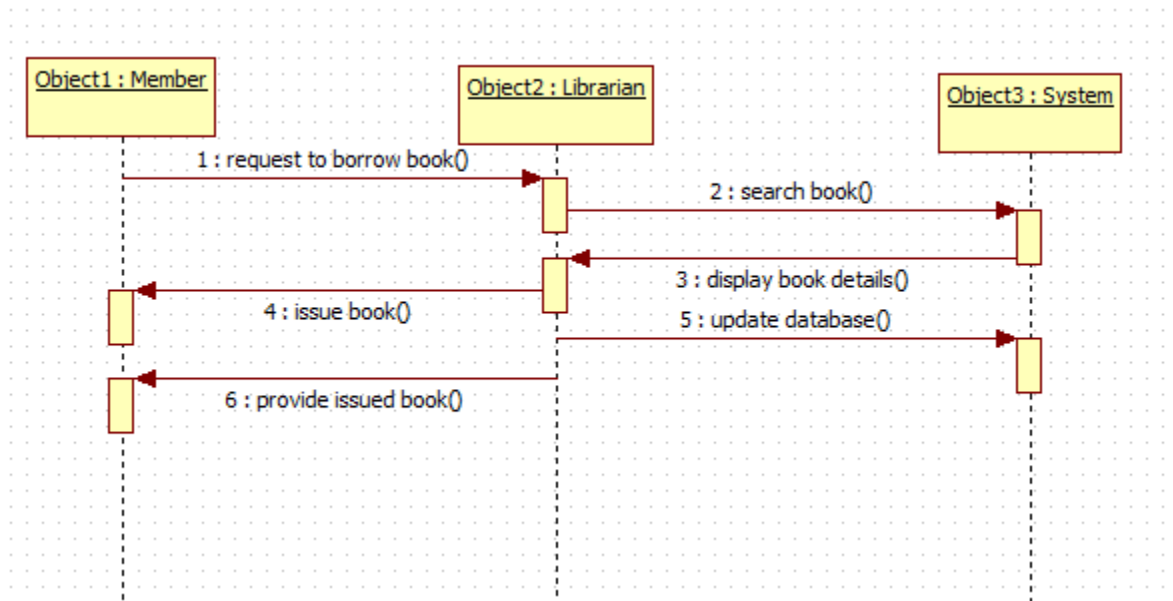 Object1 : Member
Object2 : Librarian
Object3 : System
1 : request to borrow book()
2 : search book()
3 : display book details()
4 : issue book()
5 : update database()
6 : provide issued book()